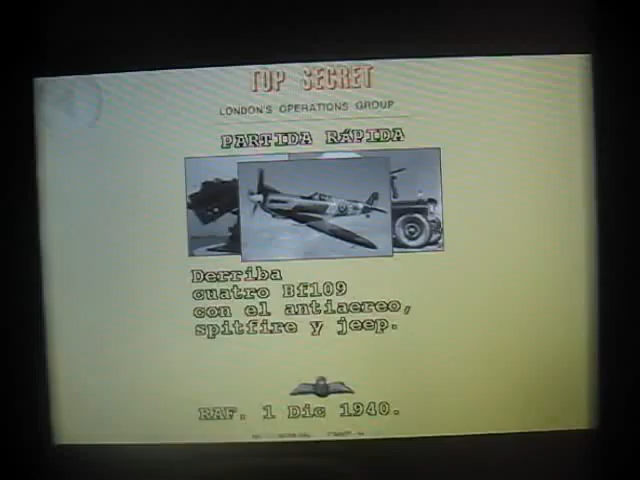 TOP SECRET
LONDON'S OPERATIONS GROUP
PARTIDA RÁPIDA
Derriba
cuatro Bf109
con el antiaereo,
spitfire y jeep.
RAF, 1 Dic 1940.